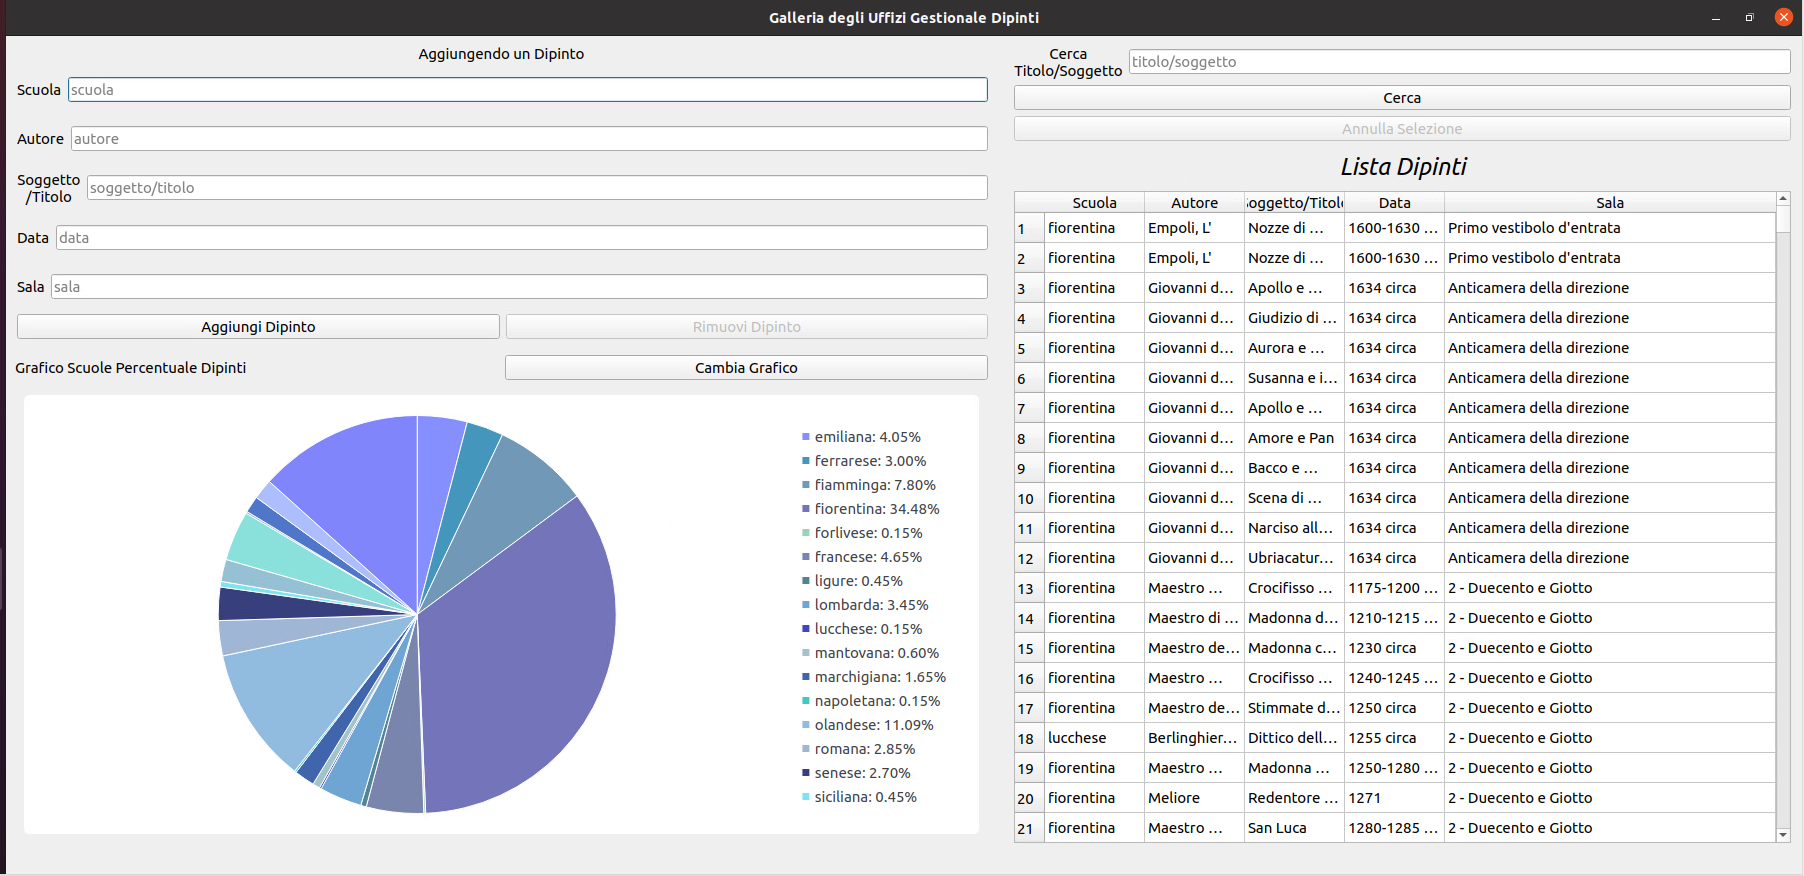 Galleria degli Uffizi Gestionale Dipinti
Aggiungendo un Dipinto
Scuola scuola
Autore autore
Soggetto
/Titolo soggetto/titolo
Data data
Sala sala
Aggiungi Dipinto Rimuovi Dipinto
Grafico Scuole Percentuale Dipinti Cambia Grafico
emiliana: 4.05%
ferrarese: 3.00%
fiamminga: 7.80%
fiorentina: 34.48%
forlivese: 0.15%
francese: 4.65%
ligure: 0.45%
lombarda: 3.45%
lucchese: 0.15%
mantovana: 0.60%
marchigiana: 1.65%
napoletana: 0.15%
olandese: 11.09%
romana: 2.85%
senese: 2.70%
siciliana: 0.45%
Cerca
Titolo/Soggetto titolo/soggetto
Cerca
Annulla Selezione
Lista Dipinti
Scuola Autore oggetto/Titol Data Sala
1 fiorentina Empoli, L' Nozze di ... 1600-1630 ... Primo vestibolo d'entrata
2 fiorentina Empoli, L' Nozze di ... 1600-1630 ... Primo vestibolo d'entrata
3 fiorentina Giovanni d... Apollo e ... 1634 circa Anticamera della direzione
4 fiorentina Giovanni d... Giudizio di ... 1634 circa Anticamera della direzione
5 fiorentina Giovanni d... Aurora e ... 1634 circa Anticamera della direzione
6 fiorentina Giovanni d... Susanna e i... 1634 circa Anticamera della direzione
7 fiorentina Giovanni d... Apollo e ... 1634 circa Anticamera della direzione
8 fiorentina Giovanni d... Amore e Pan 1634 circa Anticamera della direzione
9 fiorentina Giovanni d... Bacco e ... 1634 circa Anticamera della direzione
10 fiorentina Giovanni d... Scena di ... 1634 circa Anticamera della direzione
11 fiorentina Giovanni d... Narciso all... 1634 circa Anticamera della direzione
12 fiorentina Giovanni d... Ubriacatur... 1634 circa Anticamera della direzione
13 fiorentina Maestro ... Crocifisso ... 1175-1200 ... 2 - Duecento e Giotto
14 fiorentina Maestro di ... Madonna d... 1210-1215 ... 2 - Duecento e Giotto
15 fiorentina Maestro de... Madonna c... 1230 circa 2 - Duecento e Giotto
16 fiorentina Maestro ... Crocifisso ... 1240-1245 ... 2 - Duecento e Giotto
17 fiorentina Maestro de... Stimmate d... 1250 circa 2 - Duecento e Giotto
18 lucchese Berlinghier... Dittico dell... 1255 circa 2 - Duecento e Giotto
19 fiorentina Maestro ... Madonna ... 1250-1280 ... 2 - Duecento e Giotto
20 fiorentina Meliore Redentore ... 1271 2 - Duecento e Giotto
21 fiorentina Maestro ... San Luca 1280-1285 ... 2 - Duecento e Giotto